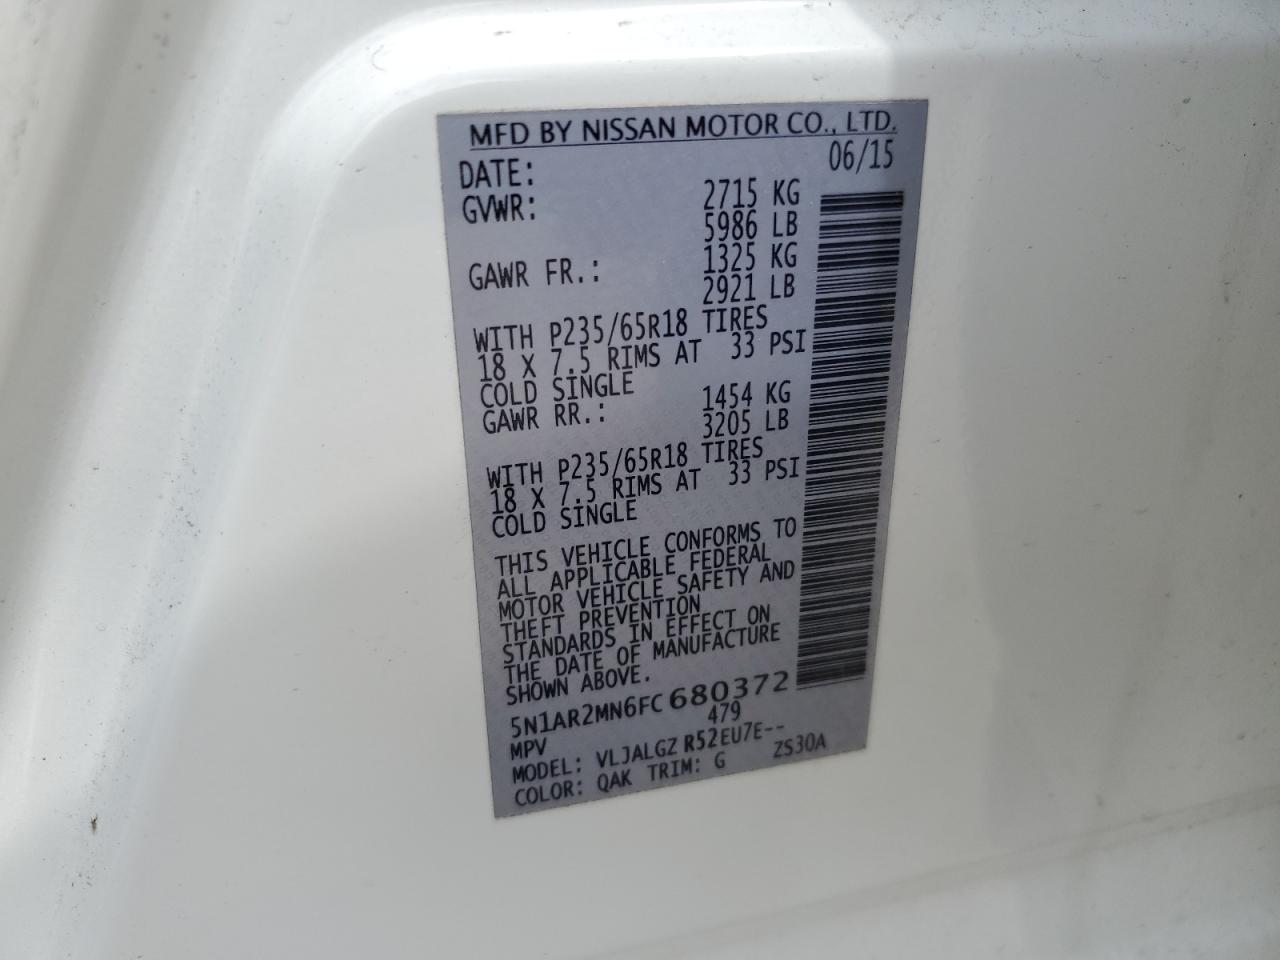 MFD BY NISSAN MOTOR CO., LTD.
DATE: 06/15
GVWR: 2715 KG
5986 LB
GAWR FR.: 1325 KG
2921 LB
WITH P235/65R18 TIRES
18 X 7.5 RIMS AT 33 PSI
COLD SINGLE
GAWR RR.: 1454 KG
3205 LB
WITH P235/65R18 TIRES
18 X 7.5 RIMS AT 33 PSI
COLD SINGLE
THIS VEHICLE CONFORMS TO
ALL APPLICABLE FEDERAL
MOTOR VEHICLE SAFETY AND
THEFT PREVENTION
STANDARDS IN EFFECT ON
THE DATE OF MANUFACTURE
SHOWN ABOVE.
5N1AR2MN6FC680372
MPV 479
MODEL: VLJALGZ R52EU7E--
COLOR: QAK TRIM: G ZS30A